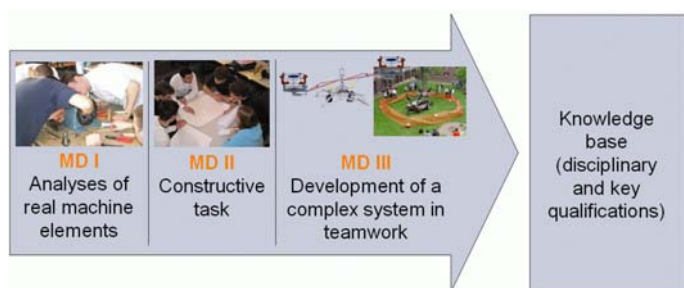 MD I
Analyses of
real machine
elements
MD II
Constructive
task
MD III
Development of a
complex system in
teamwork
Knowledge
base
(disciplinary
and key
qualifications)